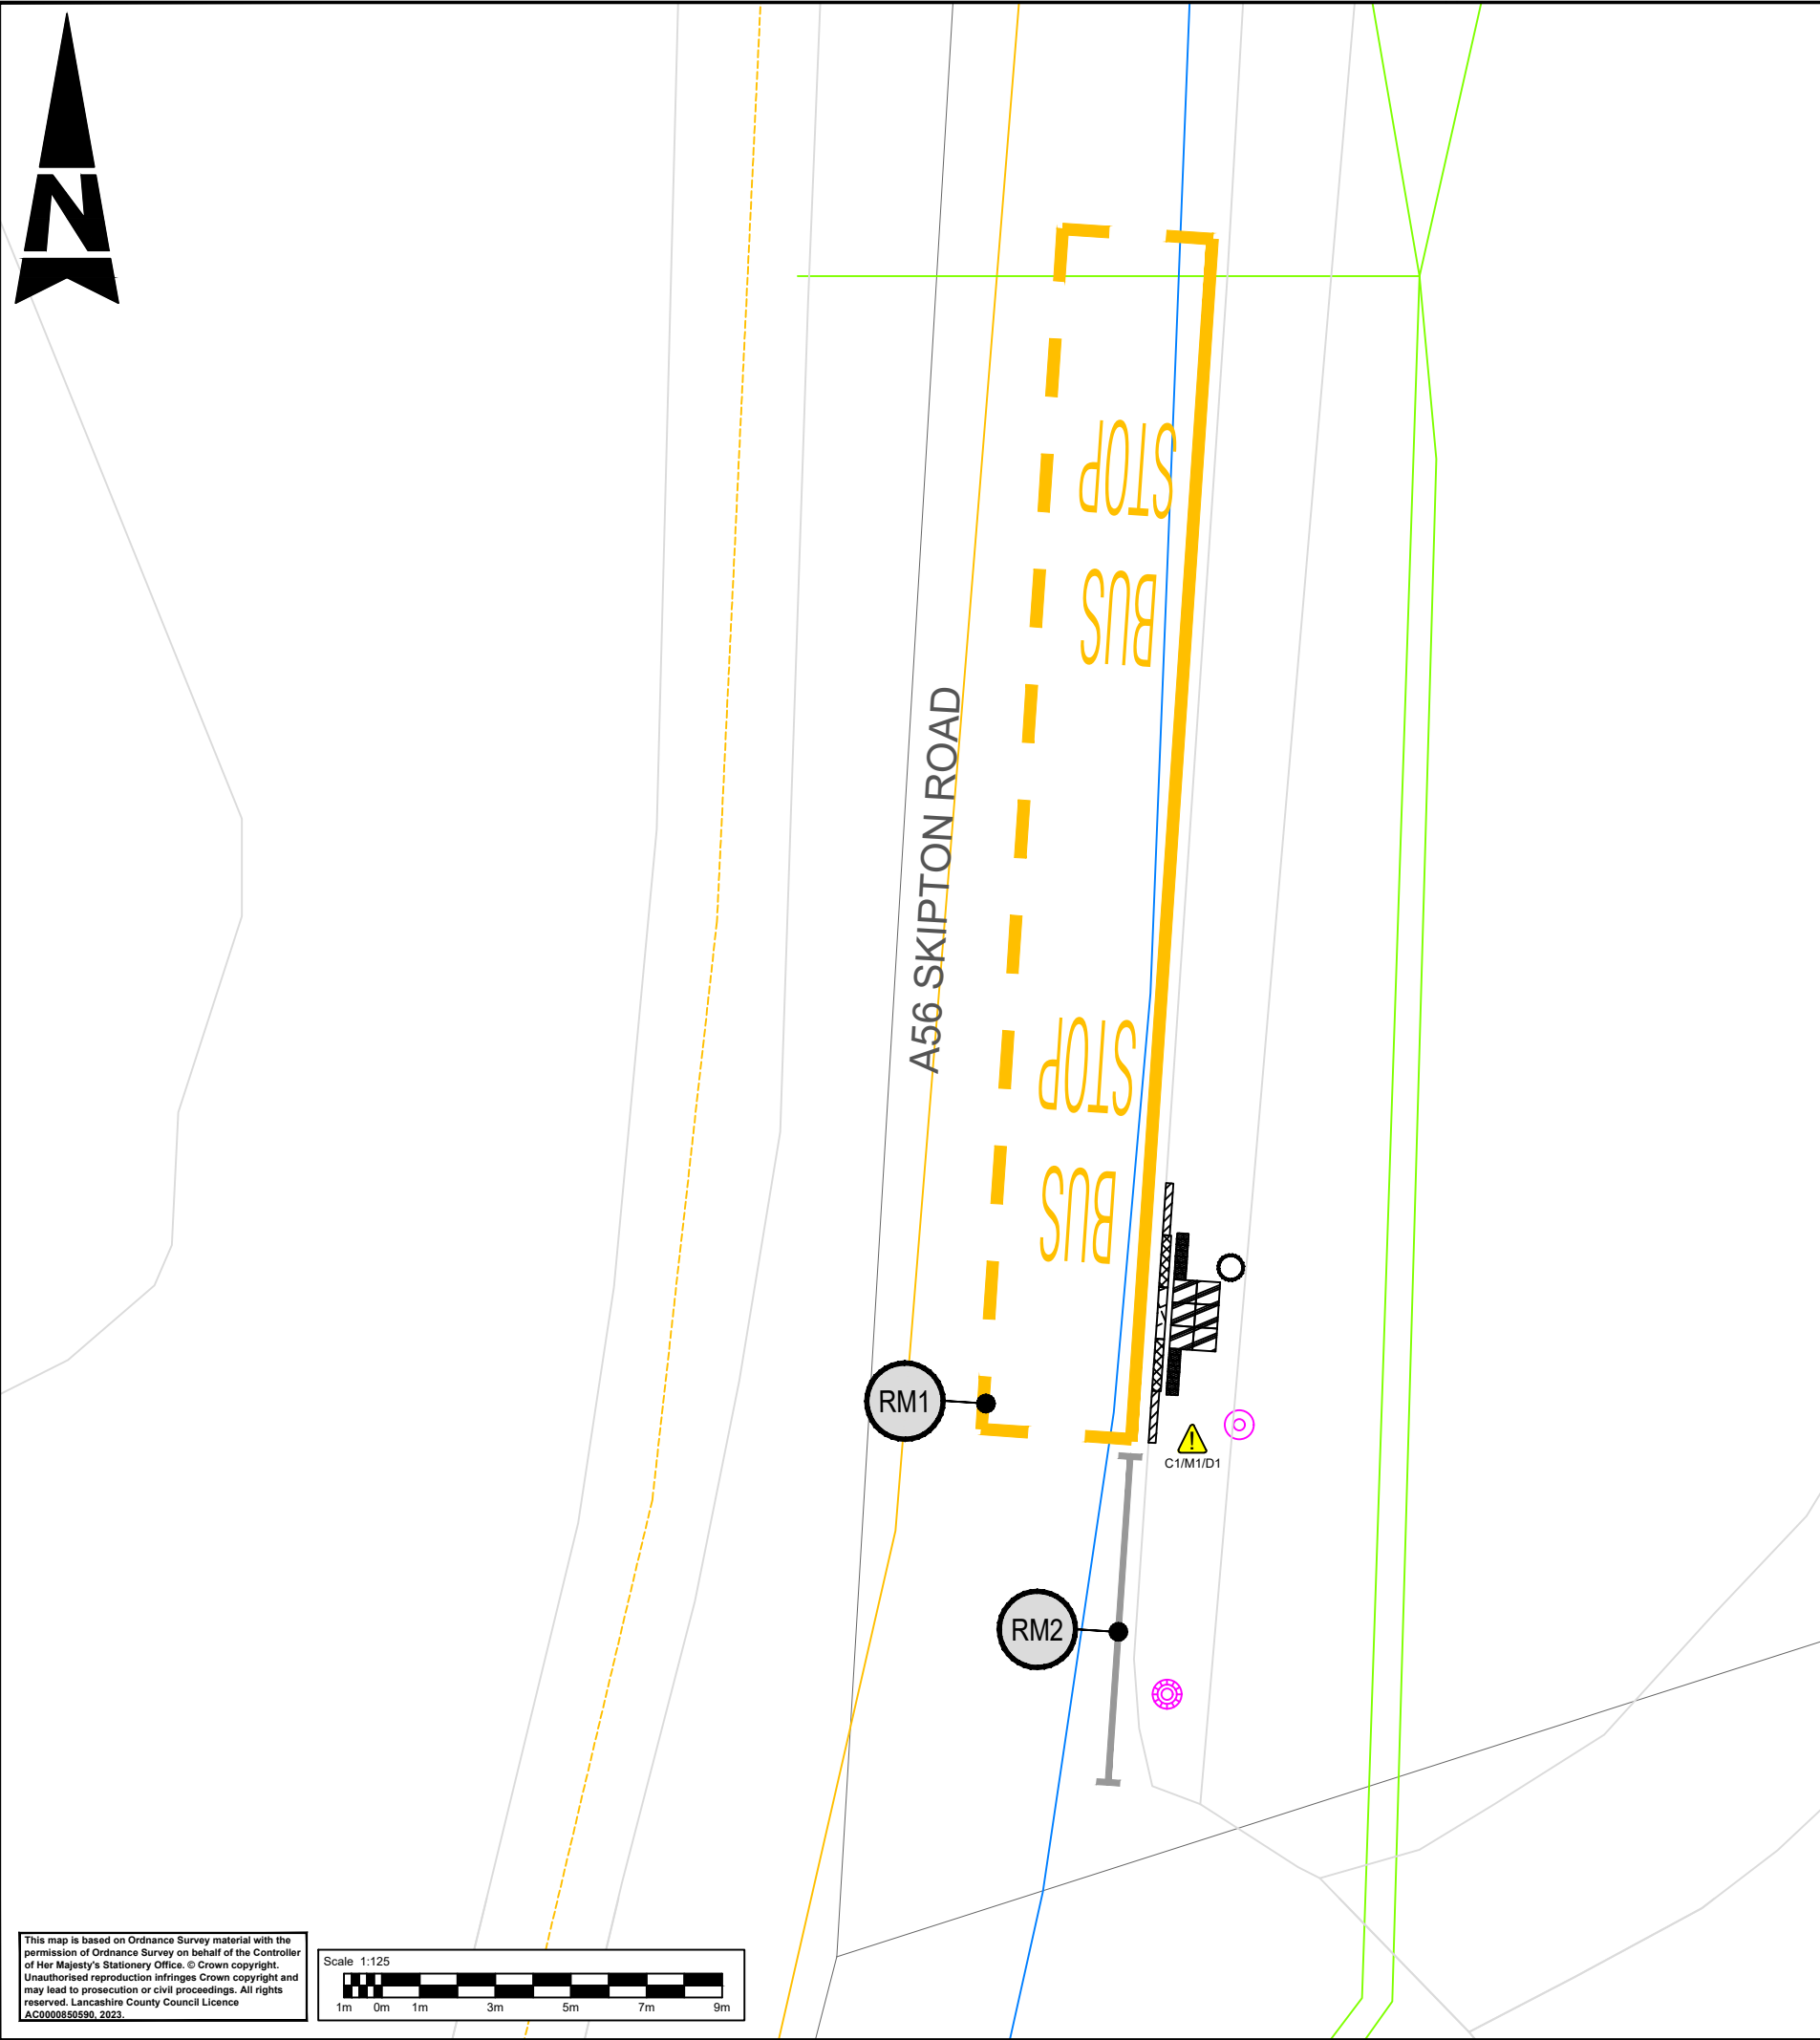 N
STOP
BUS
A56 SKIPTON ROAD
STOP
BUS
RM1
C1/M1/D1
RM2
This map is based on Ordnance Survey material with the
permission of Ordnance Survey on behalf of the Controller
of Her Majesty's Stationery Office. © Crown copyright.
Unauthorised reproduction infringes Crown copyright and
may lead to prosecution or civil proceedings. All rights
reserved. Lancashire County Council Licence
AC0000850590, 2023.
Scale 1:125
1m 0m 1m 3m 5m 7m 9m